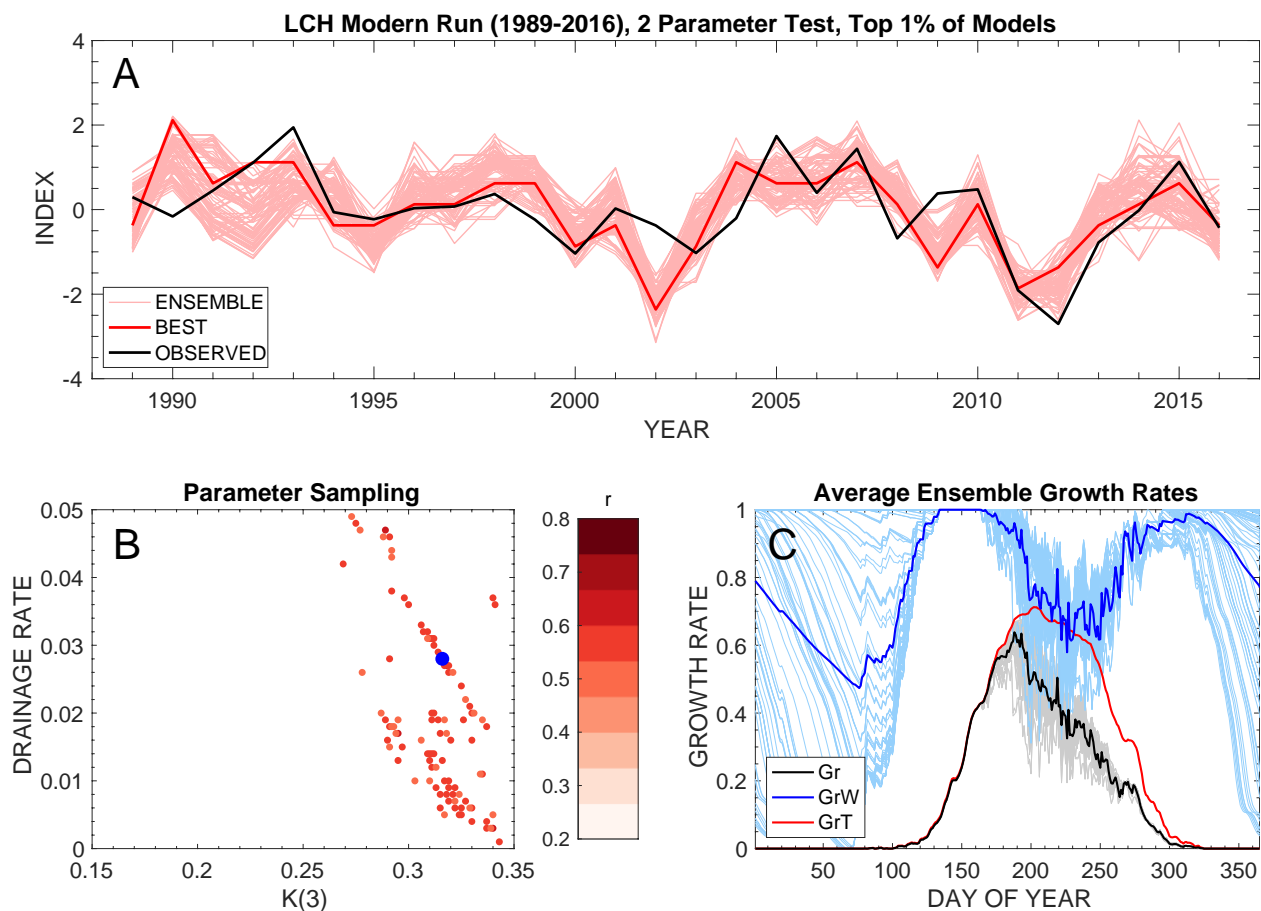 LCH Modern Run (1989-2016), 2 Parameter Test, Top 1% of Models
A
4
2
0
-2
-4
INDEX
ENSEMBLE
BEST
OBSERVED
1990 1995 2000 2005 2010 2015
YEAR
Parameter Sampling
B
0.05
0.04
0.03
0.02
0.01
0
DRAINAGE RATE
0.15 0.2 0.25 0.3 0.35
K(3)
r
0.8
0.7
0.6
0.5
0.4
0.3
0.2
Average Ensemble Growth Rates
C
1
0.8
0.6
0.4
0.2
0
GROWTH RATE
Gr
GrW
GrT
50 100 150 200 250 300 350
DAY OF YEAR